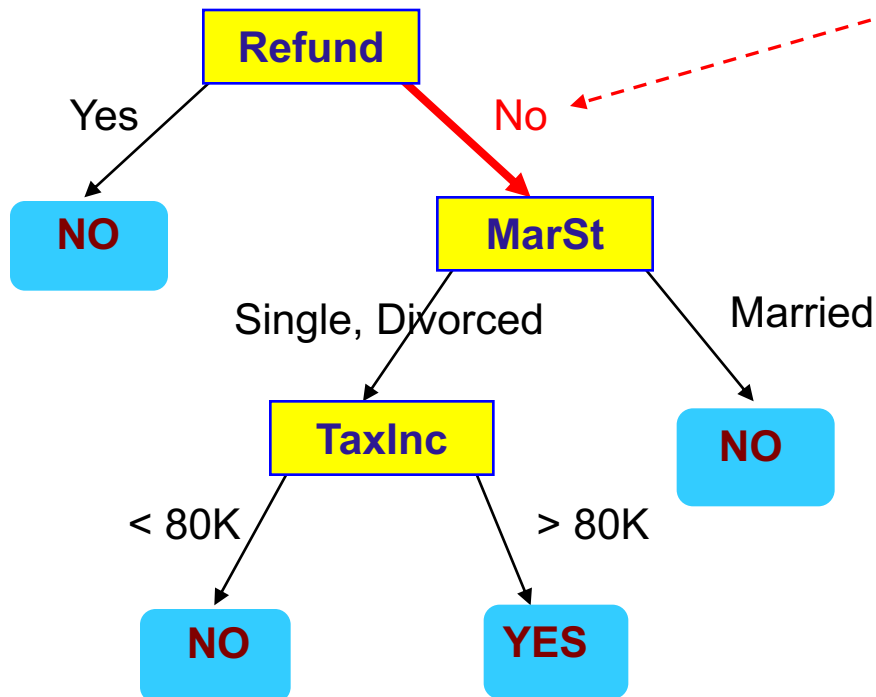 Refund
Yes
No
NO
MarSt
Single, Divorced
Married
TaxInc
NO
< 80K
> 80K
NO
YES